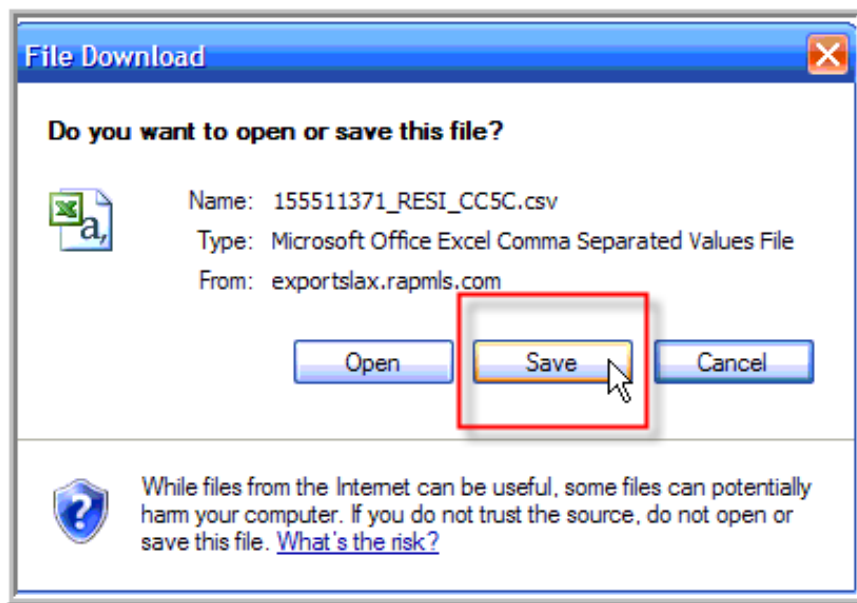 File Download
Do you want to open or save this file?
a,
Name: 155511371_RESI_CC5C.csv
Type: Microsoft Office Excel Comma Separated Values File
From: exportslax.rapmls.com
Open Save Cancel
While files from the Internet can be useful, some files can potentially
harm your computer. If you do not trust the source, do not open or
save this file. What's the risk?